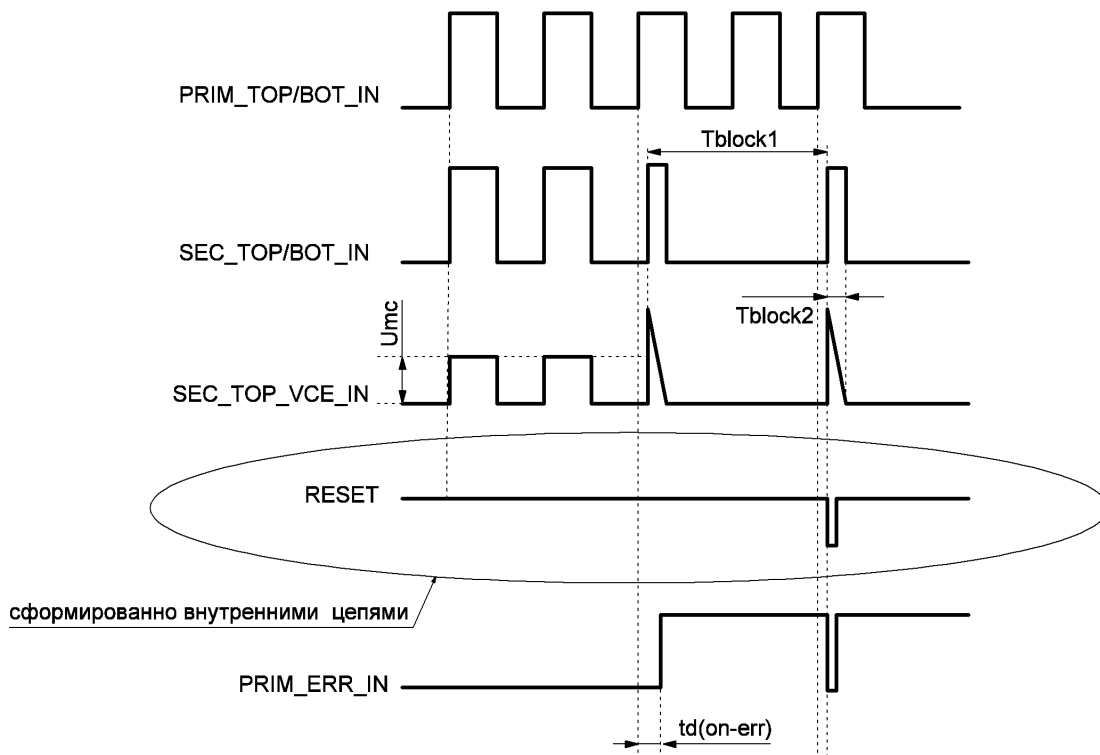 PRIM_TOP/BOT_IN
Tblock1
SEC_TOP/BOT_IN
Tblock2
Umc
SEC_TOP_VCE_IN
RESET
сформированно внутренними цепями
PRIM_ERR_IN
td(on-err)